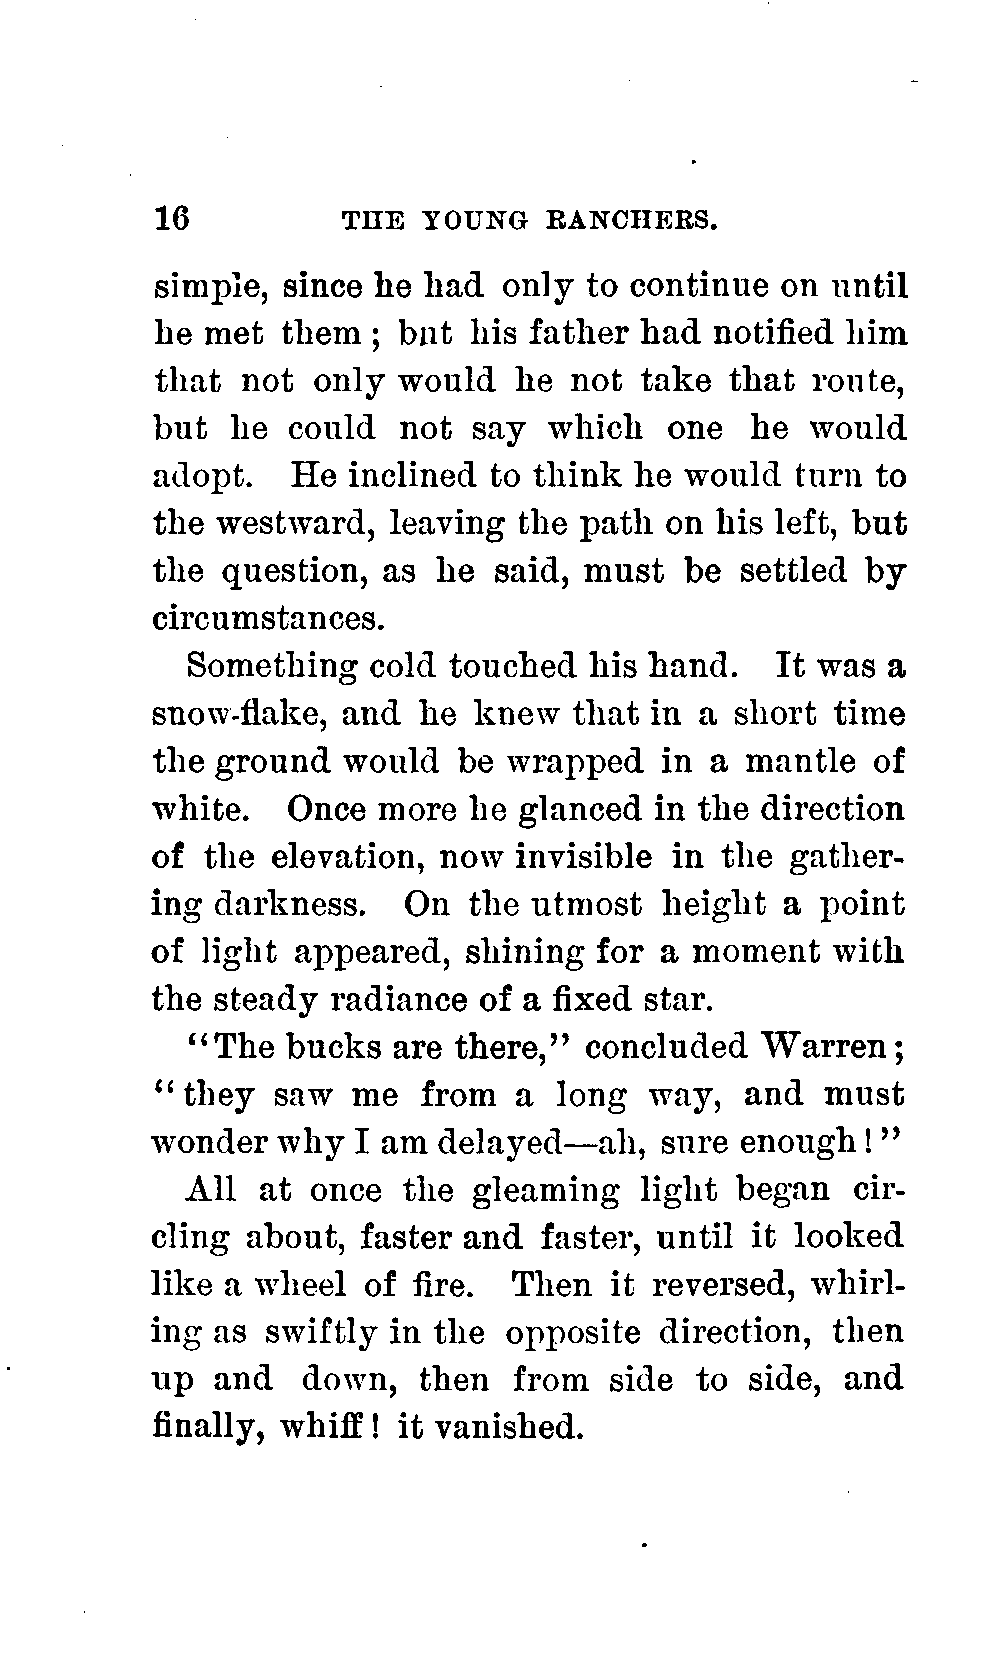 16 THE YOUNG RANCHERS.
simple, since he had only to continue on until
he met them ; but his father had notified him
that not only would he not take that route,
but he could not say which one he would
adopt. He inclined to think he would turn to
the westward, leaving the path on his left, but
the question, as he said, must be settled by
circumstances.
Something cold touched his hand. It was a
snow-flake, and he knew that in a short time
the ground would be wrapped in a mantle of
white. Once more he glanced in the direction
of the elevation, now invisible in the gather-
ing darkness. On the utmost height a point
of light appeared, shining for a moment with
the steady radiance of a fixed star.
“The bucks are there,” concluded Warren ;
“ they saw me from a long way, and must
wonder why I am delayed—ah, sure enough ! ”
All at once the gleaming light began cir-
cling about, faster and faster, until it looked
like a wheel of fire. Then it reversed, whirl-
ing as swiftly in the opposite direction, then
up and down, then from side to side, and
finally, whiff ! it vanished.